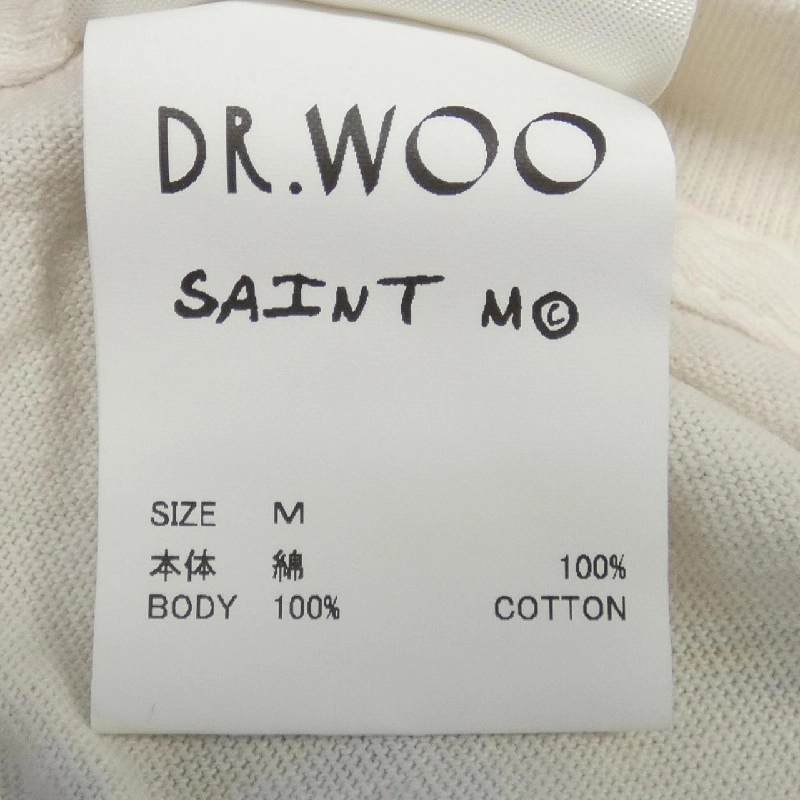 DR.WOO
SAINT M©
SIZE M
本体 綿 100%
BODY 100% COTTON